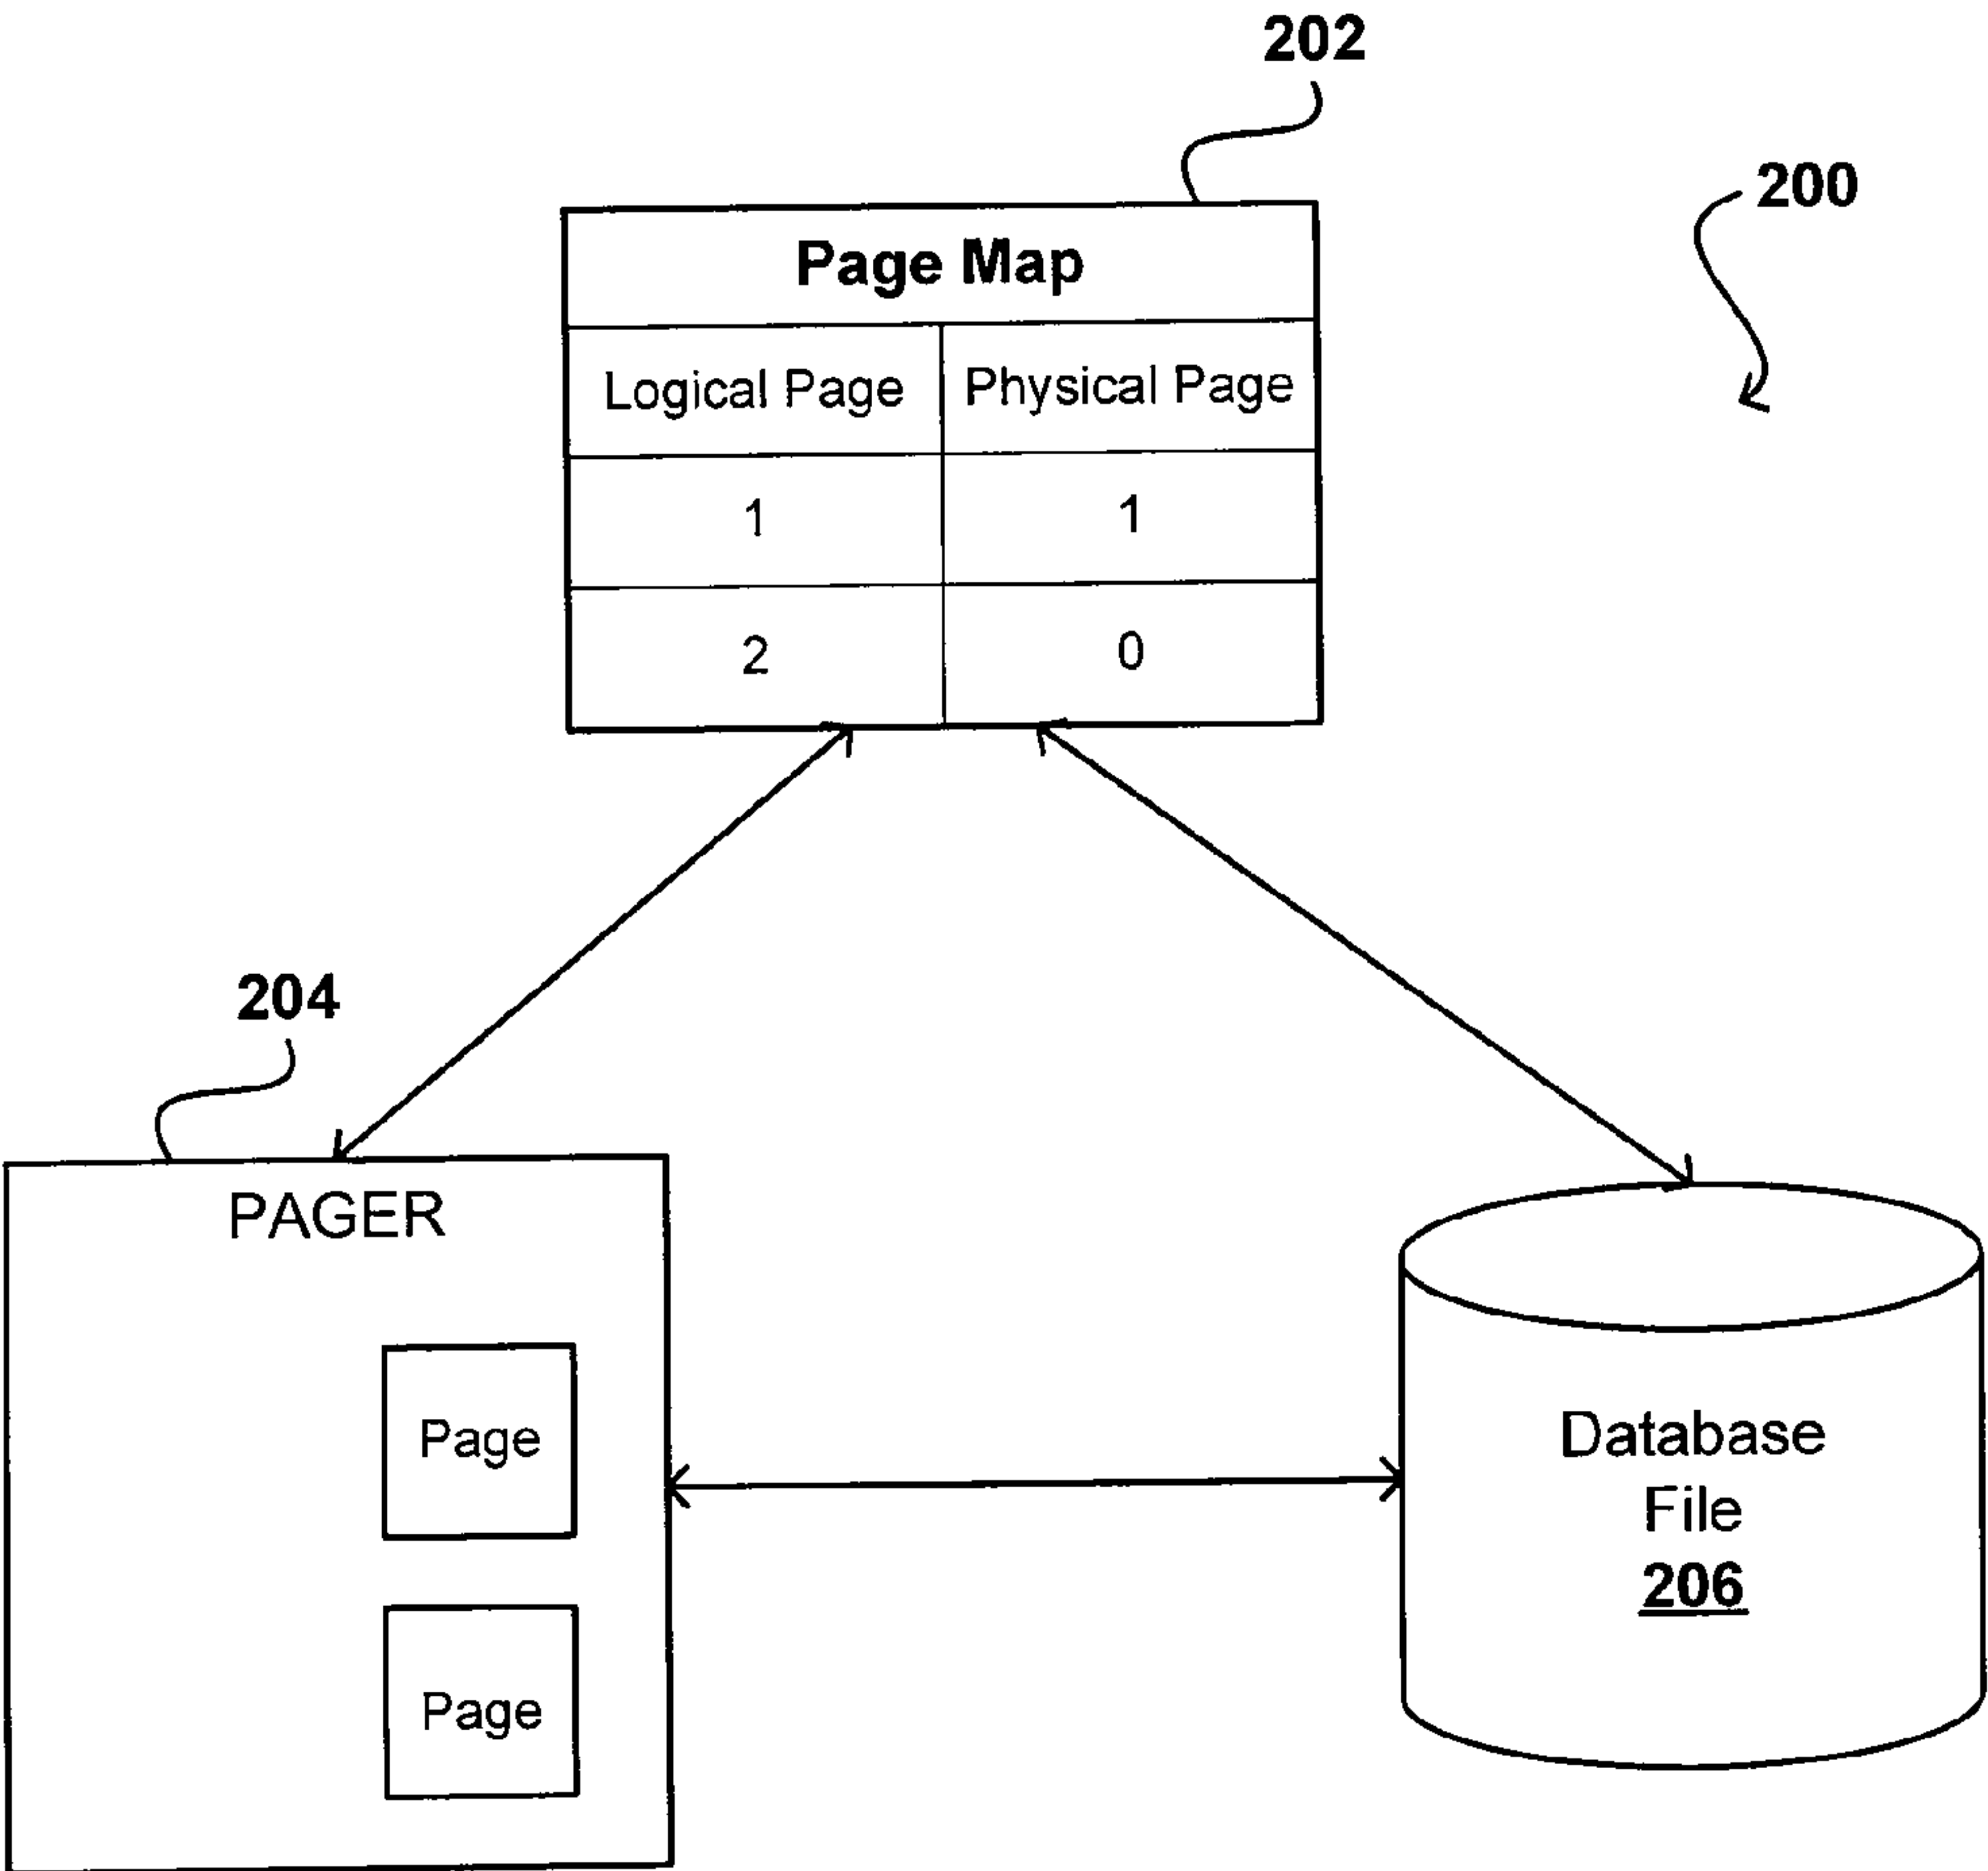 202
200
Page Map
Logical Page Physical Page
1 1
2 0
204
PAGER
Page
Page
Database
File
206